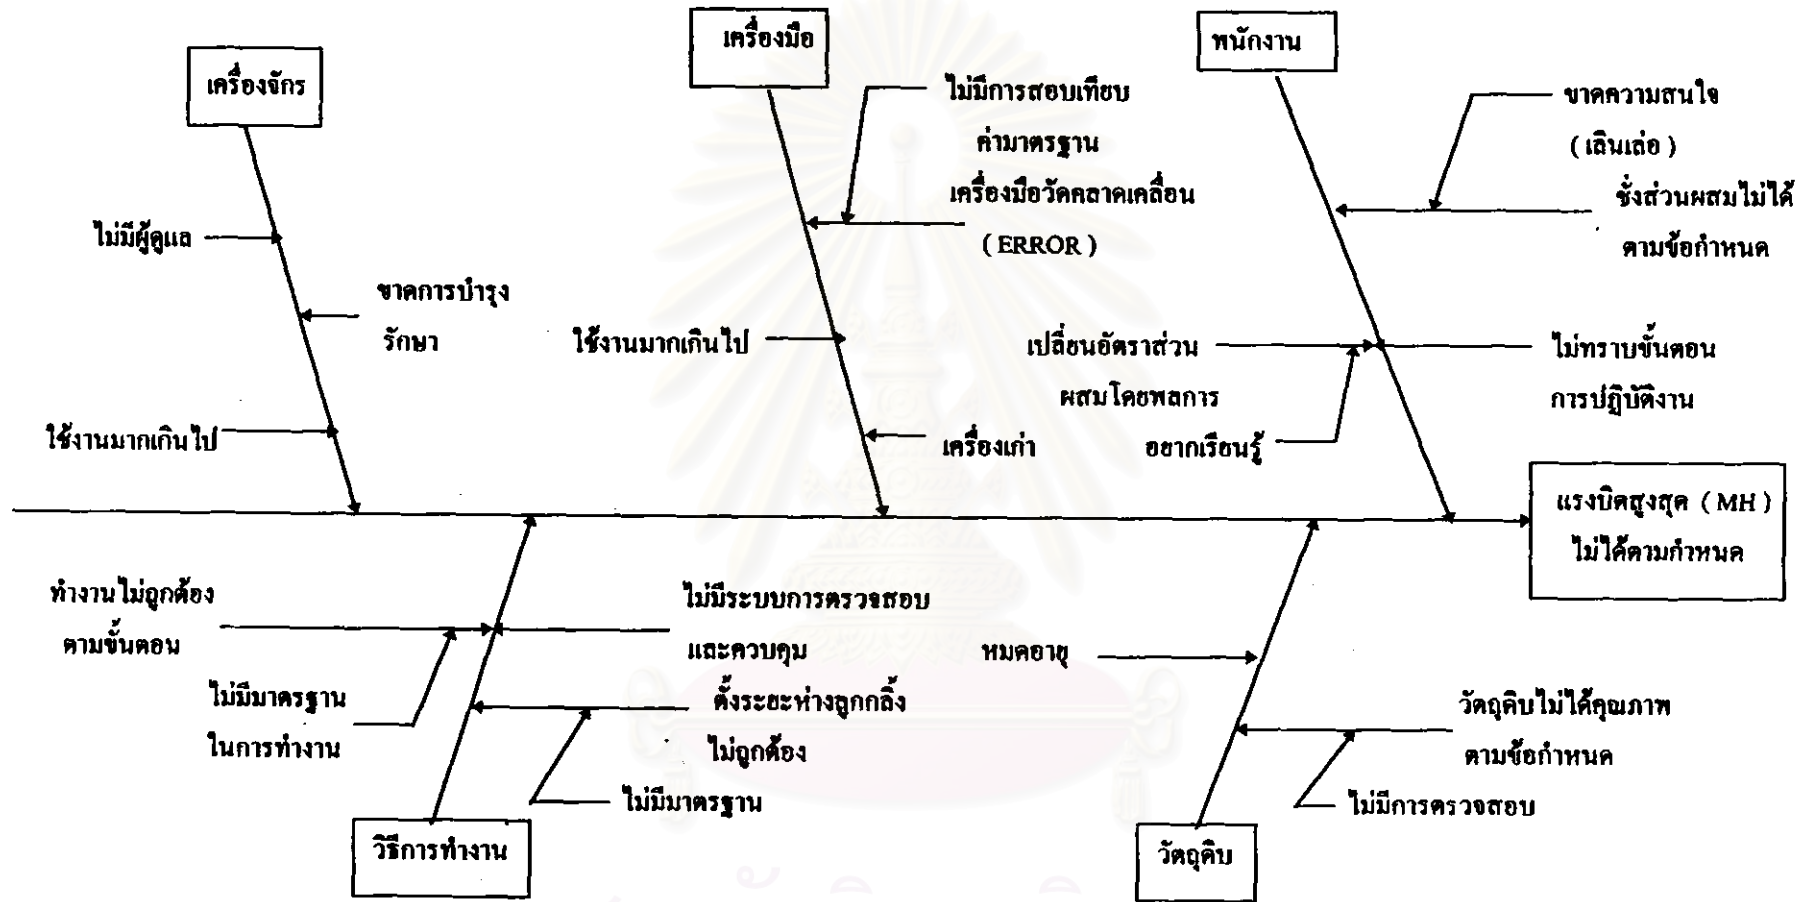 เครื่องจักร
ไม่มีผู้ดูแล
ขาดการบำรุง
รักษา
ใช้งานมากเกินไป
เครื่องมือ
ไม่มีการสอบเทียบ
ค่ามาตรฐาน
เครื่องมือวัดคลาดเคลื่อน
( ERROR )
ใช้งานมากเกินไป
เครื่องเก่า
พนักงาน
ขาดความสนใจ
( เลินเล่อ )
ชั่งส่วนผสมไม่ได้
ตามข้อกำหนด
เปลี่ยนอัตราส่วน
ผสมโดยพลการ
อยากเรียนรู้
ไม่ทราบขั้นตอน
การปฏิบัติงาน
แรงบิดสูงสุด ( MH )
ไม่ได้ตามกำหนด
ทำงานไม่ถูกต้อง
ตามขั้นตอน
ไม่มีมาตรฐาน
ในการทำงาน
ไม่มีระบบการตรวจสอบ
และควบคุม
ตั้งระยะห่างลูกกลิ้ง
ไม่ถูกต้อง
ไม่มีมาตรฐาน
วิธีการทำงาน
หมดอายุ
วัตถุดิบไม่ได้คุณภาพ
ตามข้อกำหนด
ไม่มีการตรวจสอบ
วัตถุดิบ